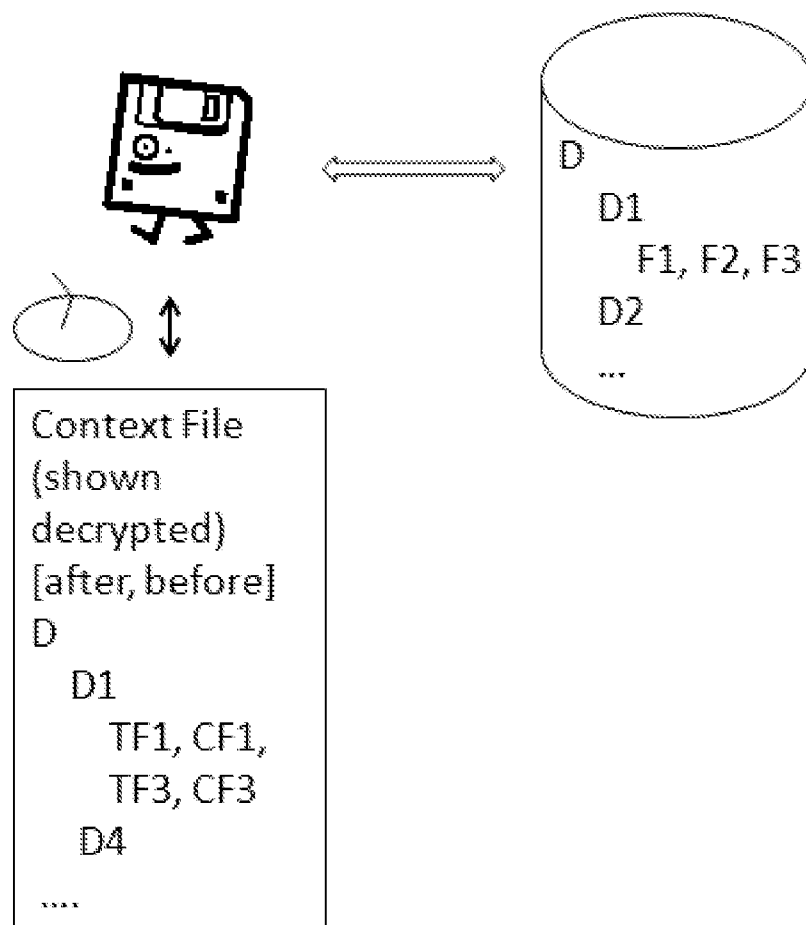 D
D1
F1, F2, F3
D2
...
Context File
(shown
decrypted)
[after, before]
D
D1
TF1, CF1,
TF3, CF3
D4
....